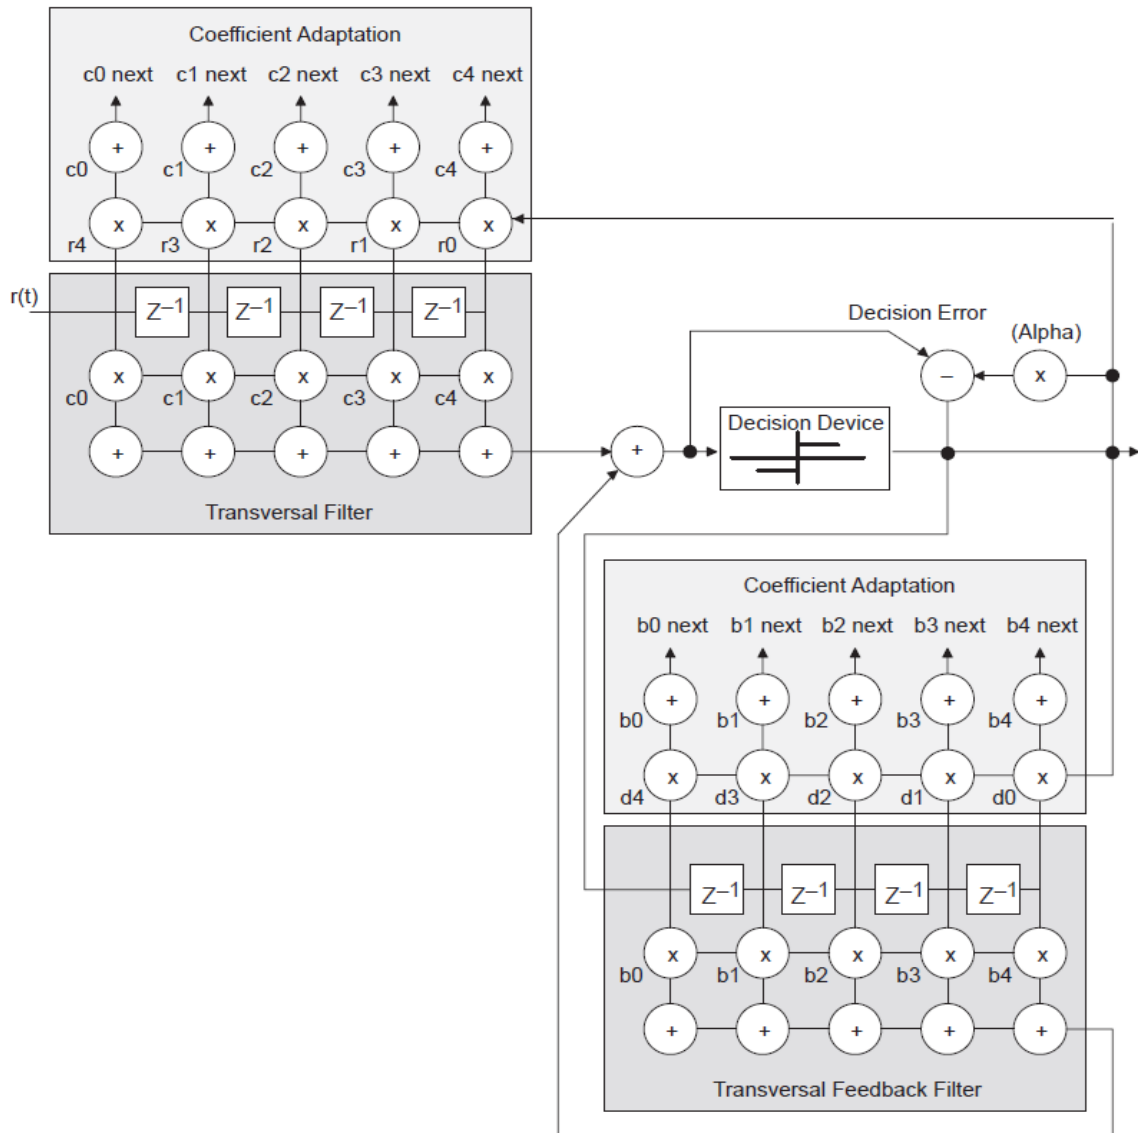 Coefficient Adaptation
c0 next c1 next c2 next c3 next c4 next
+ + + + +
c0 c1 c2 c3 c4
x x x x x
r4 r3 r2 r1 r0
r(t)
Z–1 Z–1 Z–1 Z–1
x x x x x
c0 c1 c2 c3 c4
+ + + + +
Transversal Filter
Decision Error
(Alpha)
– x
Decision Device
+
Coefficient Adaptation
b0 next b1 next b2 next b3 next b4 next
+ + + + +
b0 b1 b2 b3 b4
x x x x x
d4 d3 d2 d1 d0
Z–1 Z–1 Z–1 Z–1
x x x x x
b0 b1 b2 b3 b4
+ + + + +
Transversal Feedback Filter